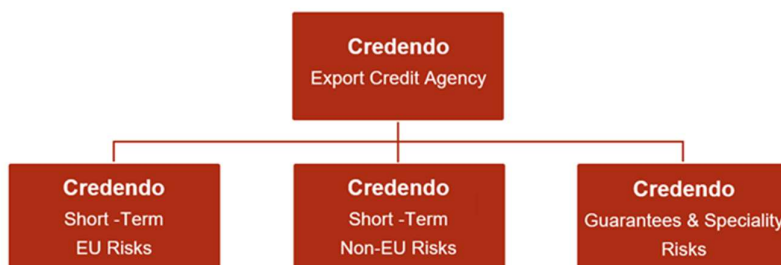 Credendo
Export Credit Agency
Credendo
Short -Term
EU Risks
Credendo
Short -Term
Non-EU Risks
Credendo
Guarantees & Speciality
Risks